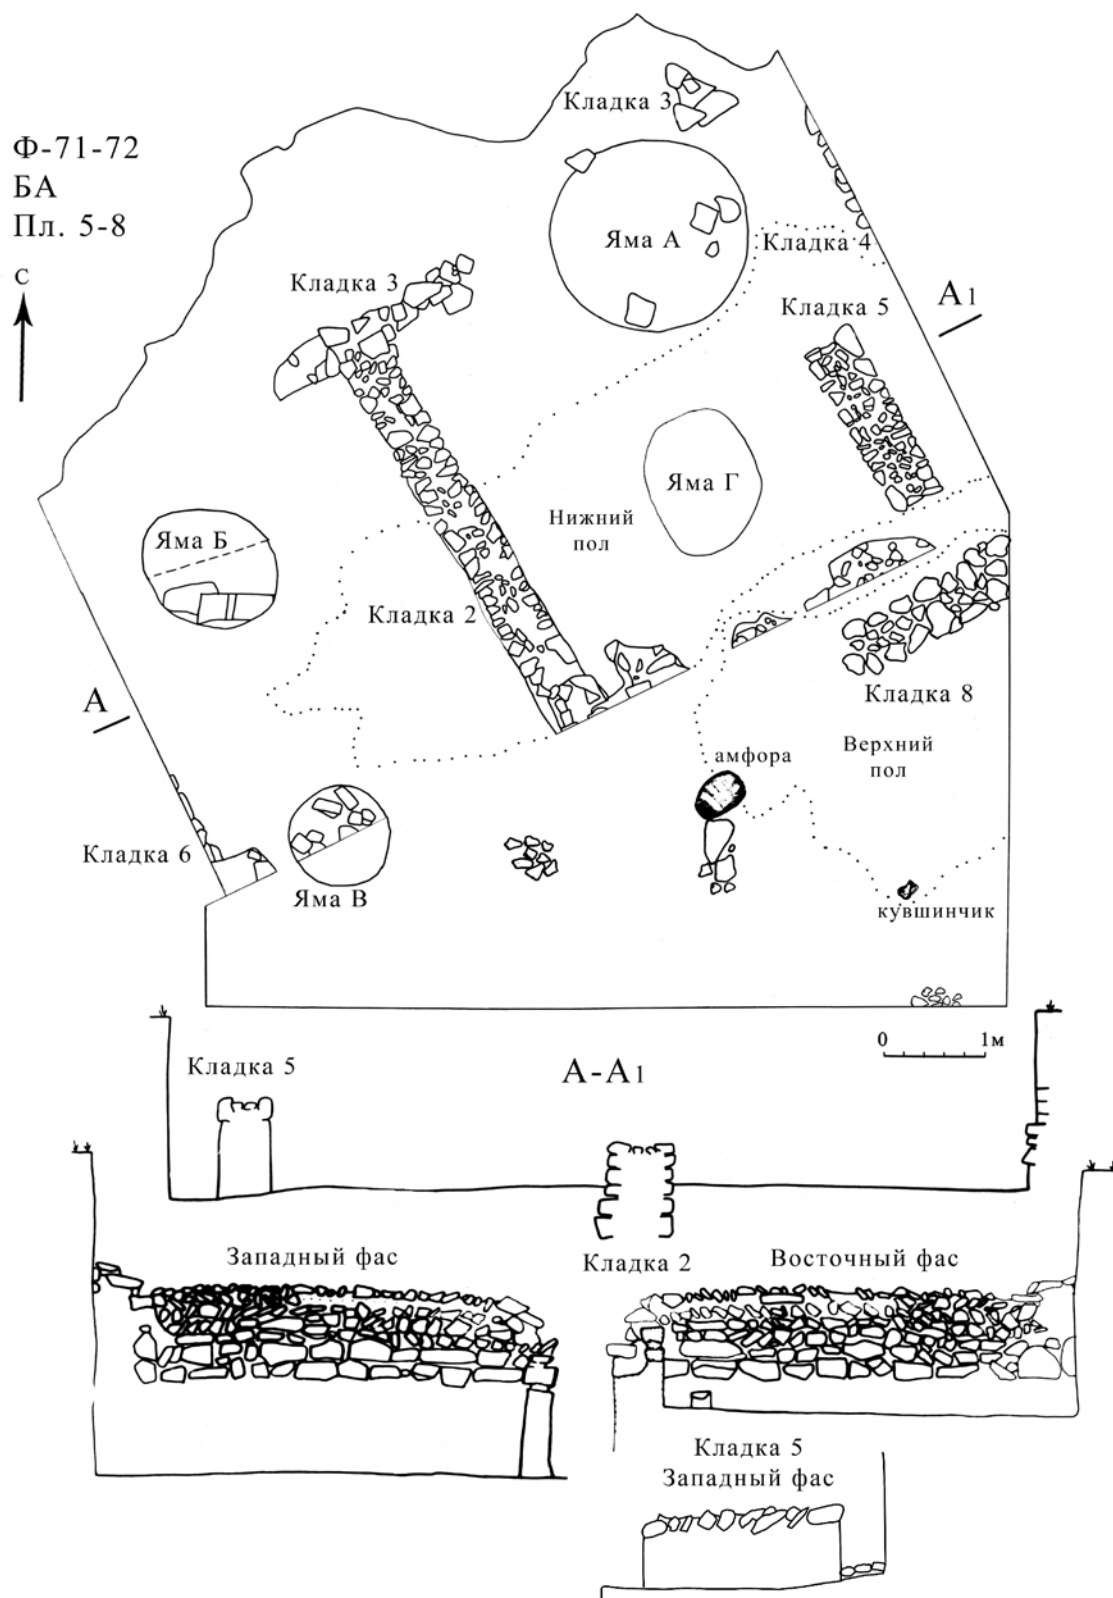 Ф-71-72
БА
Пл. 5-8
С
Кладка 3
Яма А
Кладка 4
Кладка 3
А1
Кладка 5
Яма Г
Нижний
пол
Яма Б
Кладка 2
А
Кладка 8
Верхний
пол
амфора
Кладка 6
Яма В
кувшинчик
0 1м
Кладка 5
А-А1
Западный фас
Кладка 2
Восточный фас
Кладка 5
Западный фас